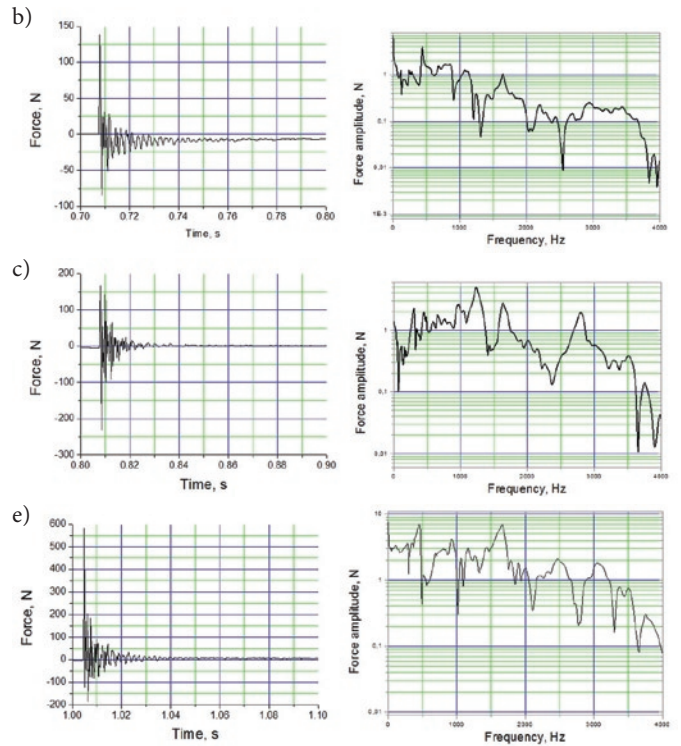 b)
Force, N
150
100
50
0
-50
-100
0.70 0.72 0.74 0.76 0.78 0.80
Time, s
Force amplitude, N
1
0.1
0.01
1E-3
0 1000 2000 3000 4000
Frequency, Hz
c)
Force, N
200
100
0
-100
-200
-300
0.80 0.82 0.84 0.86 0.88 0.90
Time, s
Force amplitude, N
1
0.1
0.01
0 1000 2000 3000 4000
Frequency, Hz
e)
Force, N
600
500
400
300
200
100
0
-100
-200
1.00 1.02 1.04 1.06 1.08 1.10
Time, s
Force amplitude, N
10
1
0.1
0.01
0 1000 2000 3000 4000
Frequency, Hz